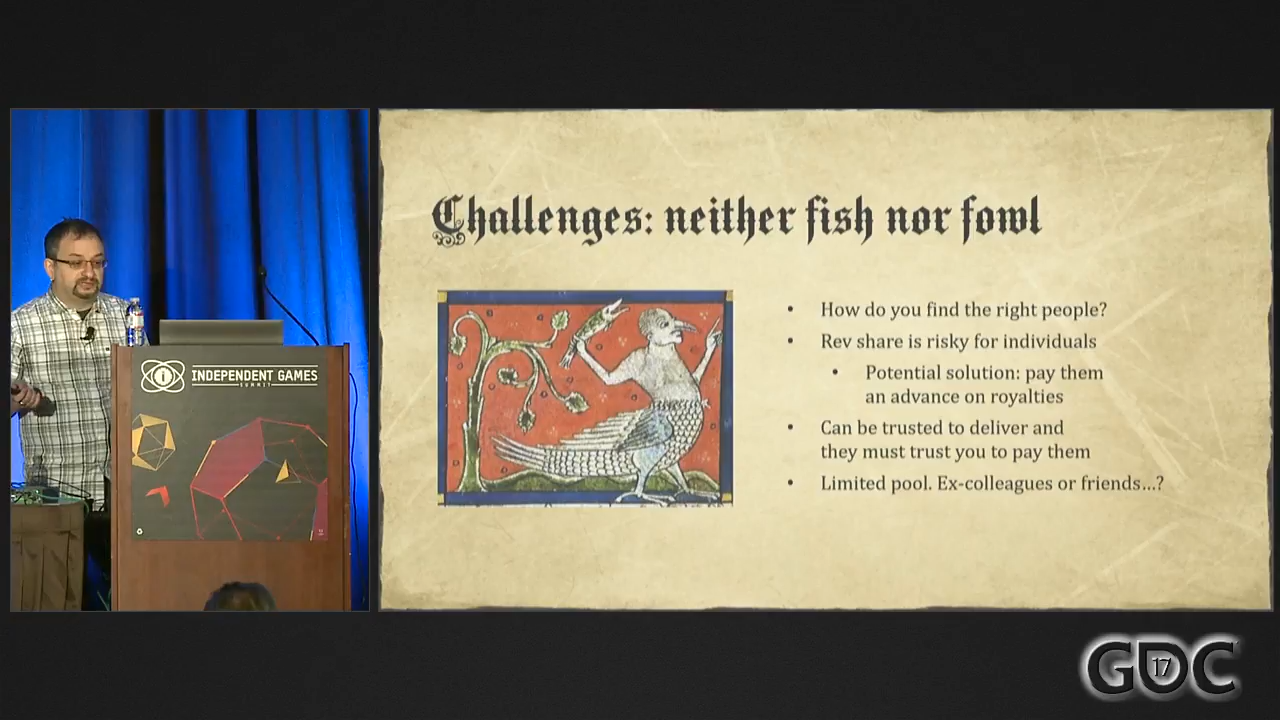 Challenges: neither fish nor fowl
• How do you find the right people?
• Rev share is risky for individuals
• Potential solution: pay them
an advance on royalties
• Can be trusted to deliver and
they must trust you to pay them
• Limited pool. Ex-colleagues or friends...?
INDEPENDENT GAMES
SUMMIT
GDC
17